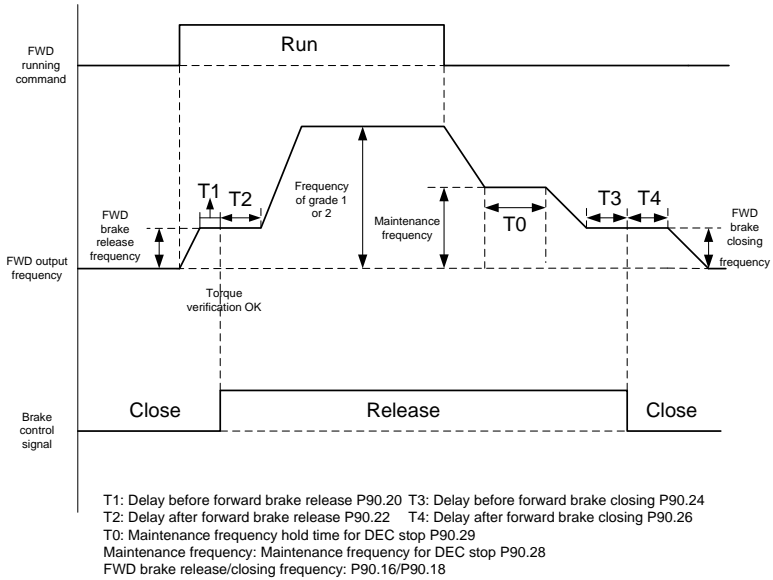 FWD
running
command
Run
T1
T2
FWD
brake
release
frequency
Frequency
of grade 1
or 2
Maintenance
frequency
T0
T3
T4
FWD
brake
closing
frequency
FWD output
frequency
Torque
verification OK
Brake
control
signal
Close
Release
Close
T1: Delay before forward brake release P90.20 T3: Delay before forward brake closing P90.24
T2: Delay after forward brake release P90.22 T4: Delay after forward brake closing P90.26
T0: Maintenance frequency hold time for DEC stop P90.29
Maintenance frequency: Maintenance frequency for DEC stop P90.28
FWD brake release/closing frequency: P90.16/P90.18